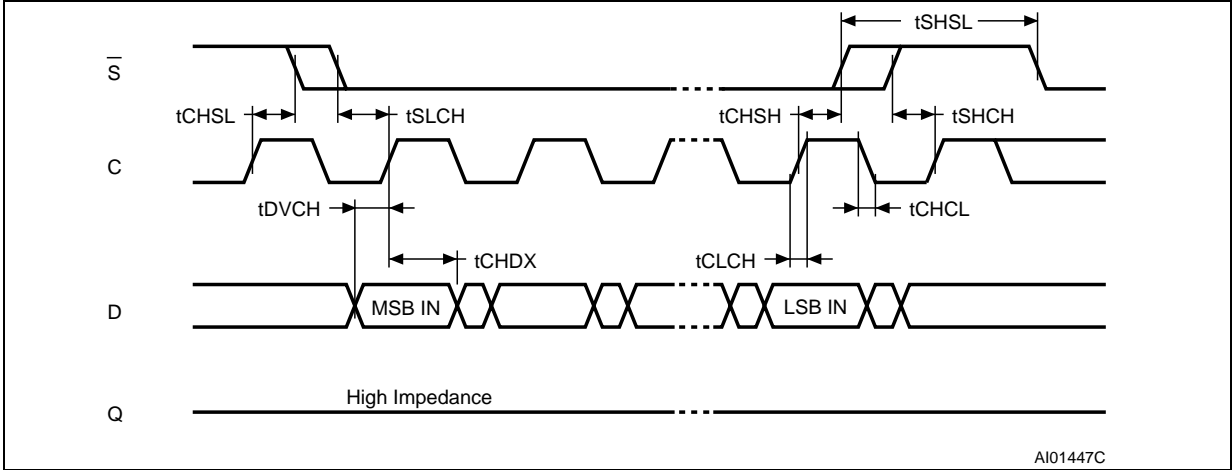 tSHSL
S̅
tCHSL
tSLCH
tCHSH
tSHCH
C
tDVCH
tCHCL
tCHDX
tCLCH
D
MSB IN
LSB IN
High Impedance
Q
AI01447C